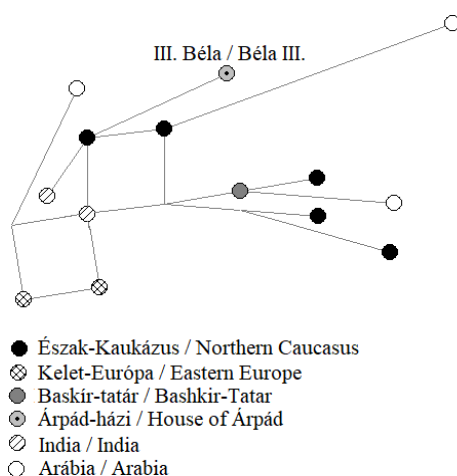 III. Béla / Béla III.
Észak-Kaukázus / Northern Caucasus
Kelet-Európa / Eastern Europe
Baskír-tatár / Bashkir-Tatar
Árpád-házi / House of Árpád
India / India
Arábia / Arabia